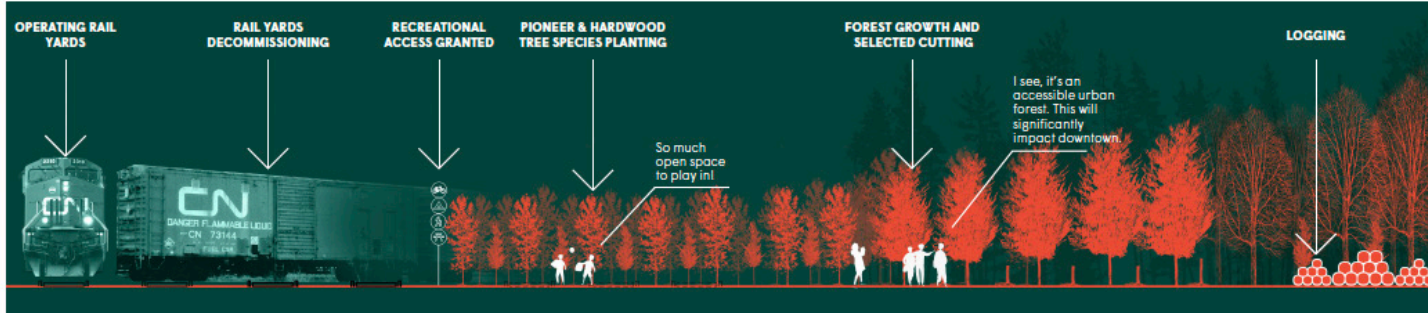 OPERATING RAIL
YARDS
RAIL YARDS
DECOMMISSIONING
RECREATIONAL
ACCESS GRANTED
PIONEER & HARDWOOD
TREE SPECIES PLANTING
FOREST GROWTH AND
SELECTED CUTTING
LOGGING
I see, it's an
accessible urban
forest. This will
significantly
impact downtown.
So much
open space
to play in!
CN
CN
DANGER FLAMMABLE LIQUID
CN 73144